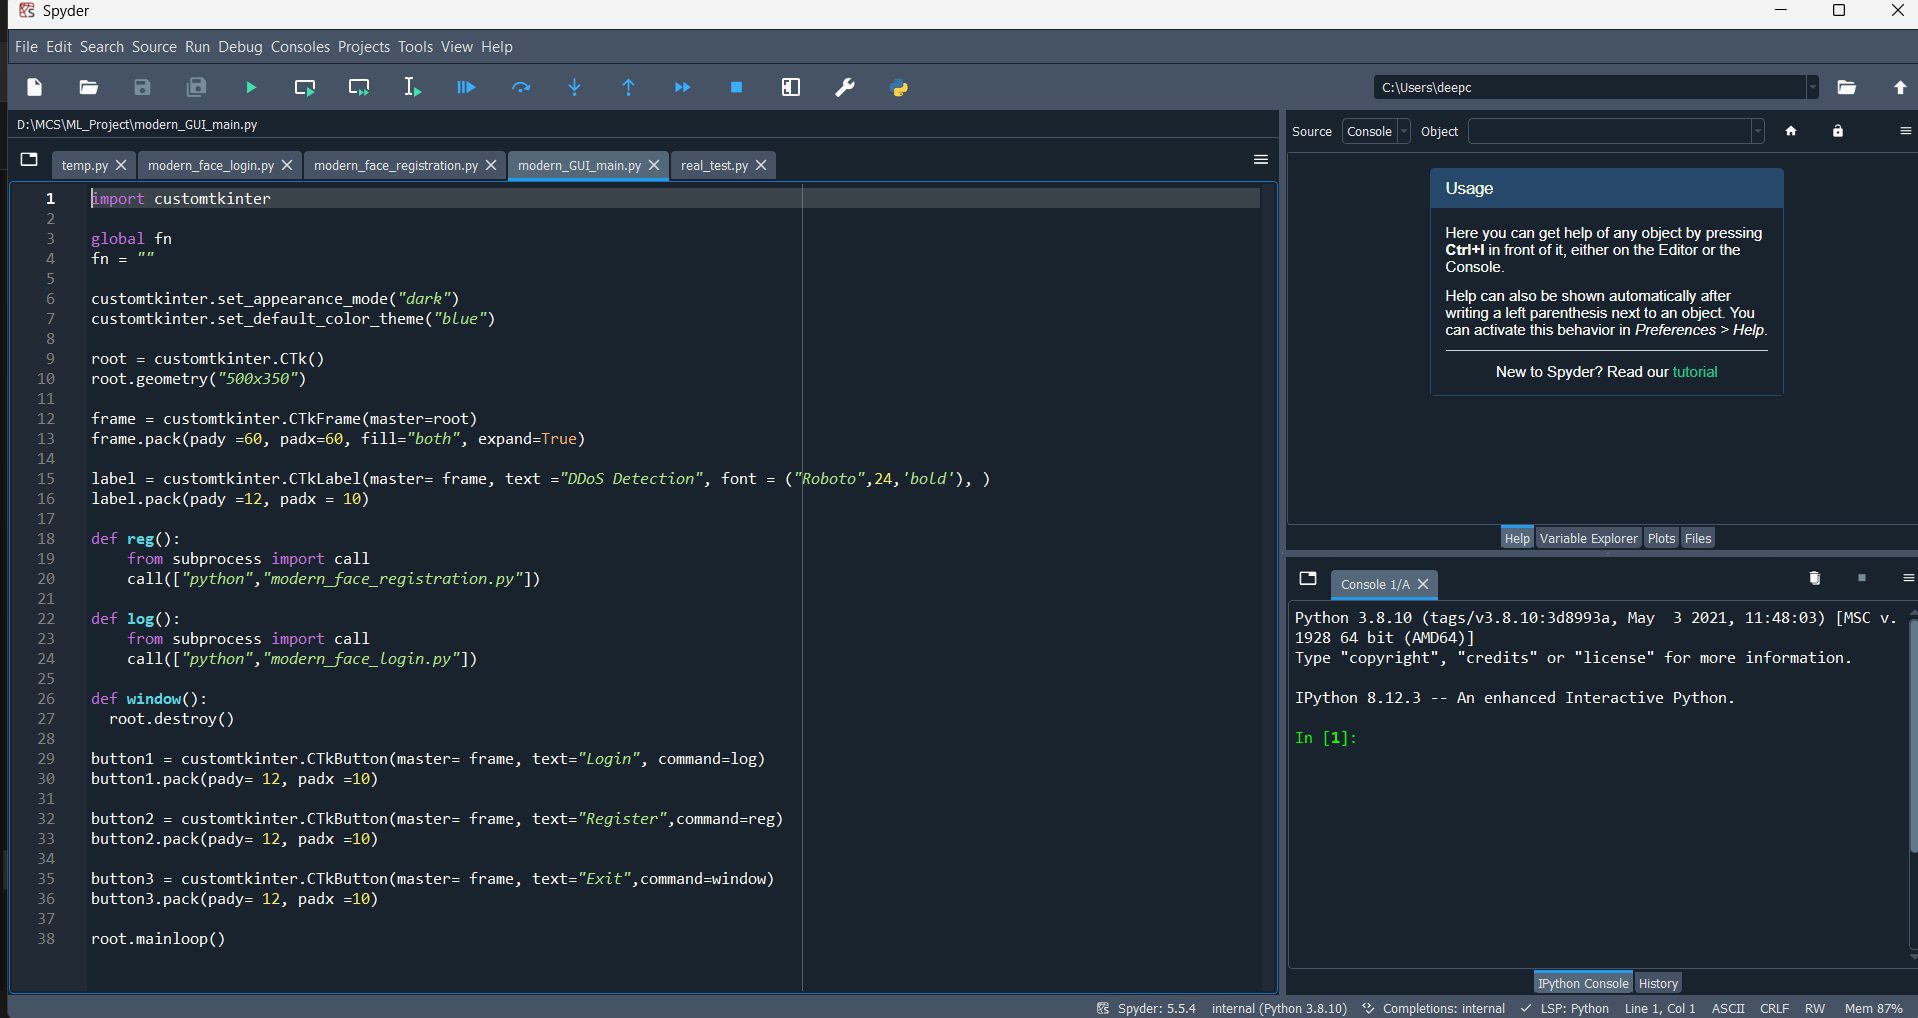 Spyder
File Edit Search Source Run Debug Consoles Projects Tools View Help
C:\Users\deepc
D:\MCS\ML_Project\modern_GUI_main.py
temp.py modern_face_login.py modern_face_registration.py modern_GUI_main.py real_test.py
1 import customtkinter
2
3 global fn
4 fn = ""
5
6 customtkinter.set_appearance_mode("dark")
7 customtkinter.set_default_color_theme("blue")
8
9 root = customtkinter.CTk()
10 root.geometry("500x350")
11
12 frame = customtkinter.CTkFrame(master=root)
13 frame.pack(pady =60, padx=60, fill="both", expand=True)
14
15 label = customtkinter.CTkLabel(master= frame, text ="DDoS Detection", font = ("Roboto",24,'bold'), )
16 label.pack(pady =12, padx = 10)
17
18 def reg():
19     from subprocess import call
20     call(["python","modern_face_registration.py"])
21
22 def log():
23     from subprocess import call
24     call(["python","modern_face_login.py"])
25
26 def window():
27   root.destroy()
28
29 button1 = customtkinter.CTkButton(master= frame, text="Login", command=log)
30 button1.pack(pady= 12, padx =10)
31
32 button2 = customtkinter.CTkButton(master= frame, text="Register",command=reg)
33 button2.pack(pady= 12, padx =10)
34
35 button3 = customtkinter.CTkButton(master= frame, text="Exit",command=window)
36 button3.pack(pady= 12, padx =10)
37
38 root.mainloop()
Source Console Object
Usage
Here you can get help of any object by pressing
Ctrl+I in front of it, either on the Editor or the
Console.
Help can also be shown automatically after
writing a left parenthesis next to an object. You
can activate this behavior in Preferences > Help.
New to Spyder? Read our tutorial
Help Variable Explorer Plots Files
Console 1/A
Python 3.8.10 (tags/v3.8.10:3d8993a, May  3 2021, 11:48:03) [MSC v.
1928 64 bit (AMD64)]
Type "copyright", "credits" or "license" for more information.
IPython 8.12.3 -- An enhanced Interactive Python.
In [1]:
IPython Console History
Spyder: 5.5.4 internal (Python 3.8.10) Completions: internal LSP: Python Line 1, Col 1 ASCII CRLF RW Mem 87%